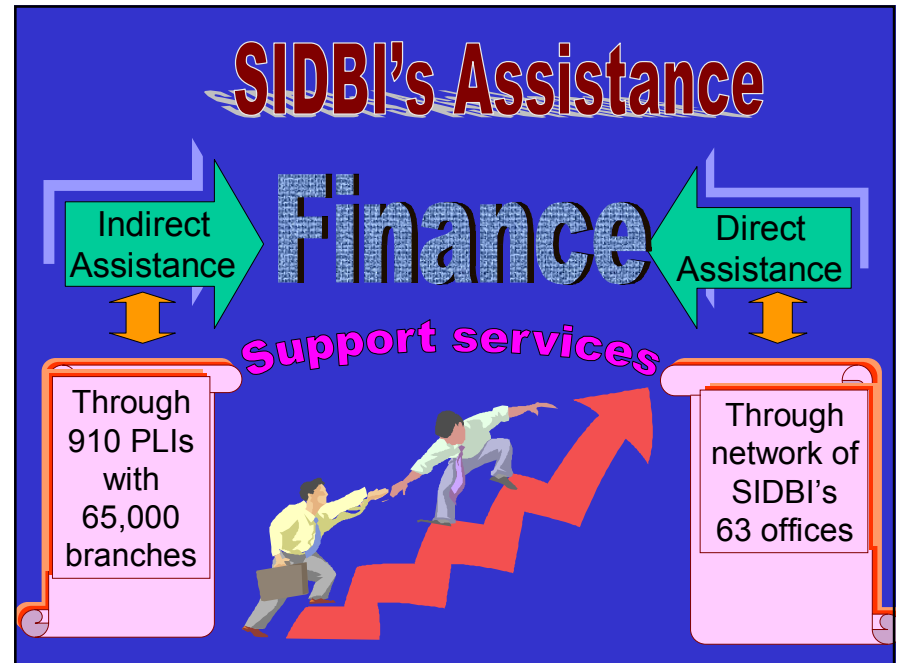 SIDBI's Assistance
Finance
Indirect
Assistance
Direct
Assistance
Support services
Through
910 PLIs
with
65,000
branches
Through
network of
SIDBI's
63 offices